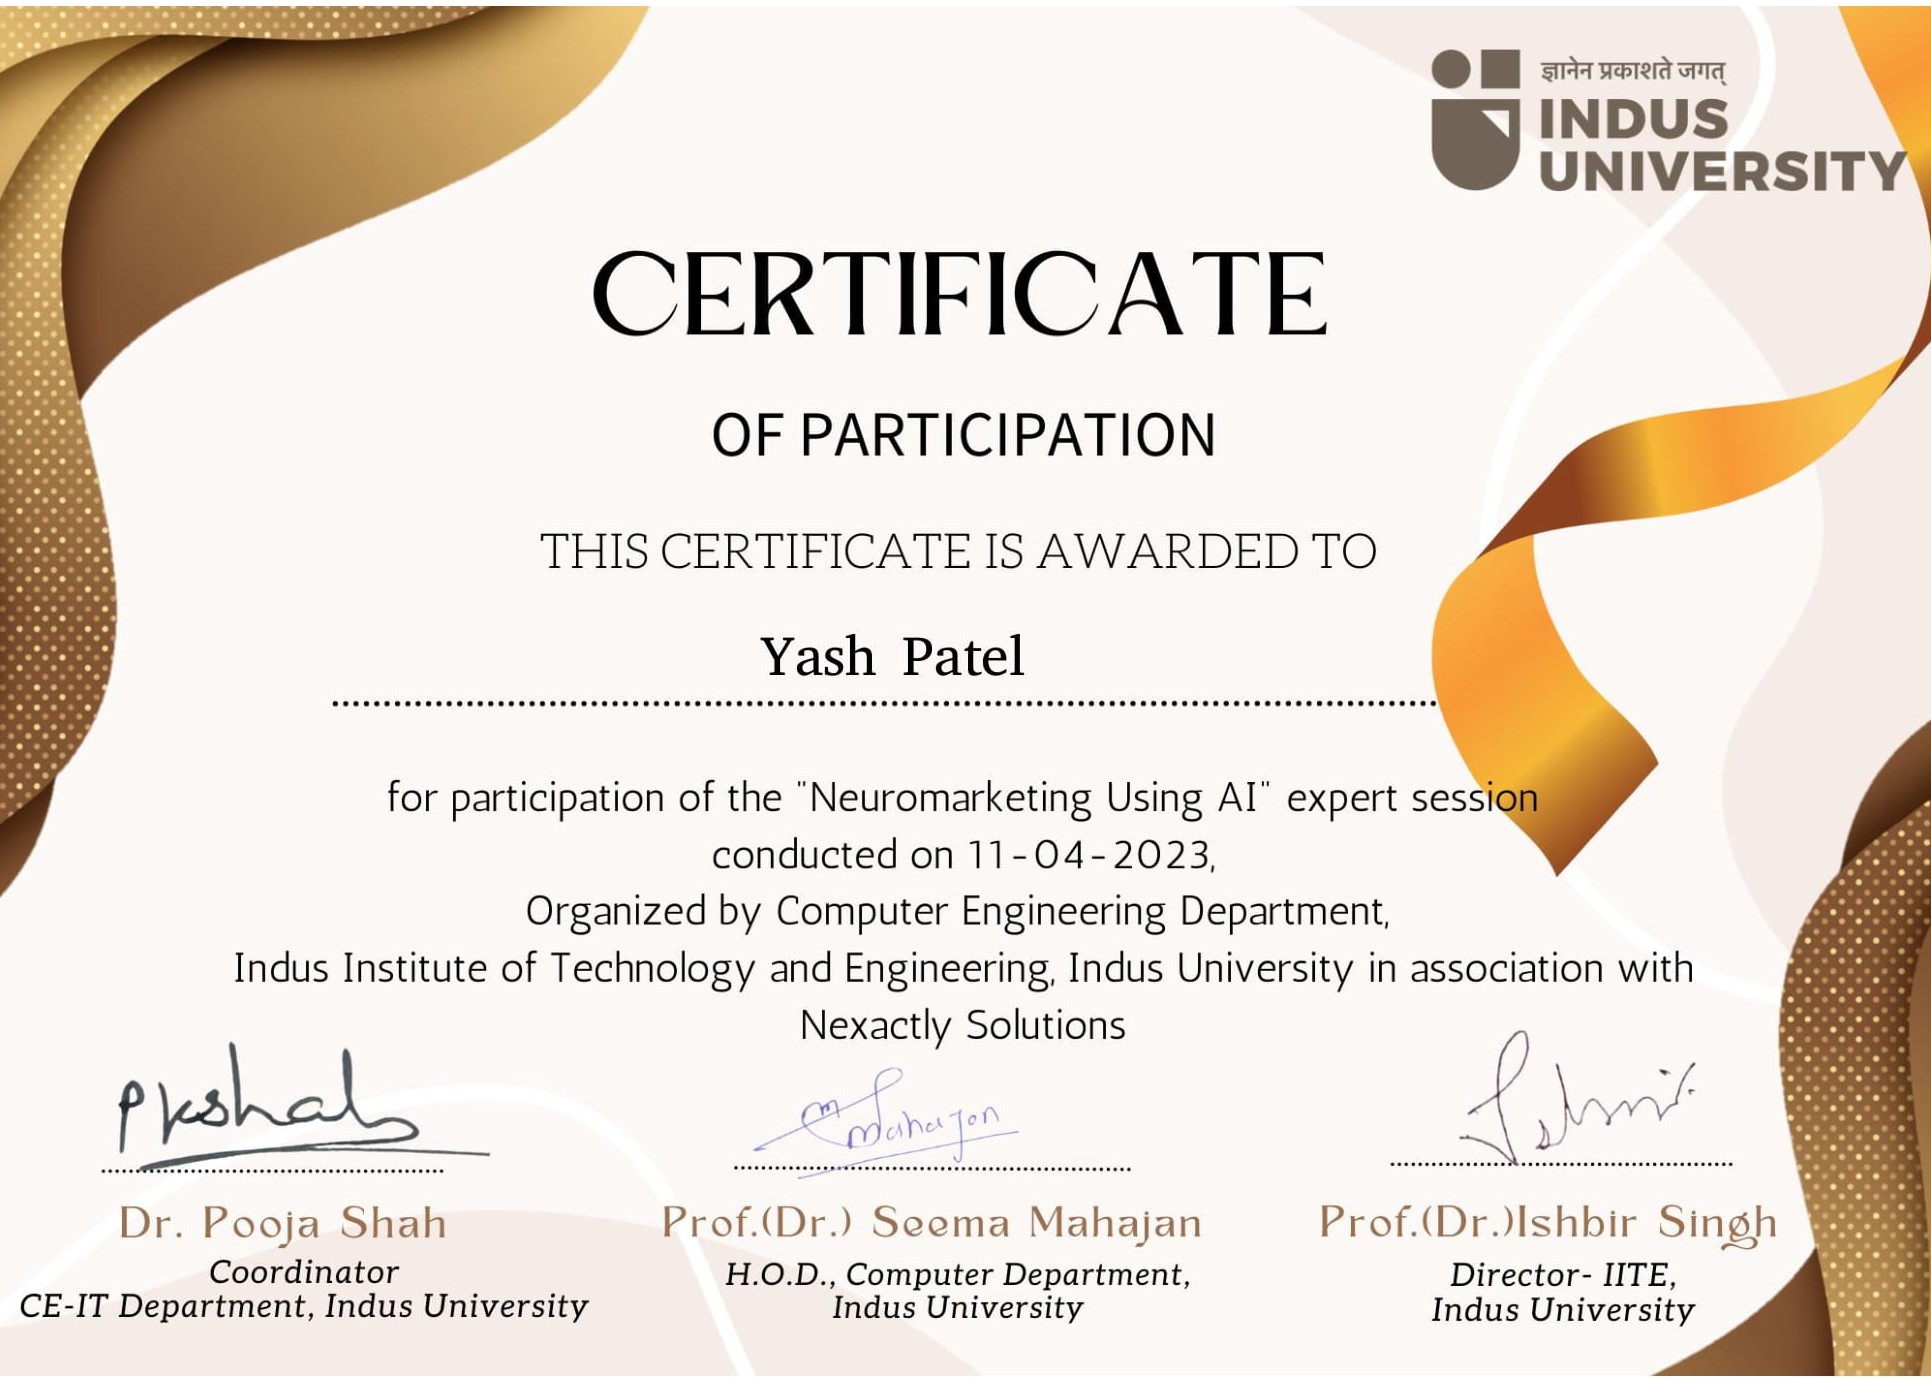 ज्ञानेन प्रकाशते जगत्
INDUS
UNIVERSITY
CERTIFICATE
OF PARTICIPATION
THIS CERTIFICATE IS AWARDED TO
Yash Patel
for participation of the "Neuromarketing Using AI" expert session
conducted on 11-04-2023,
Organized by Computer Engineering Department,
Indus Institute of Technology and Engineering, Indus University in association with
Nexactly Solutions
Pkshah
Mahajan
Dr. Pooja Shah
Prof.(Dr.) Seema Mahajan
Prof.(Dr.)Ishbir Singh
Coordinator
CE-IT Department, Indus University
H.O.D., Computer Department,
Indus University
Director- IITE,
Indus University